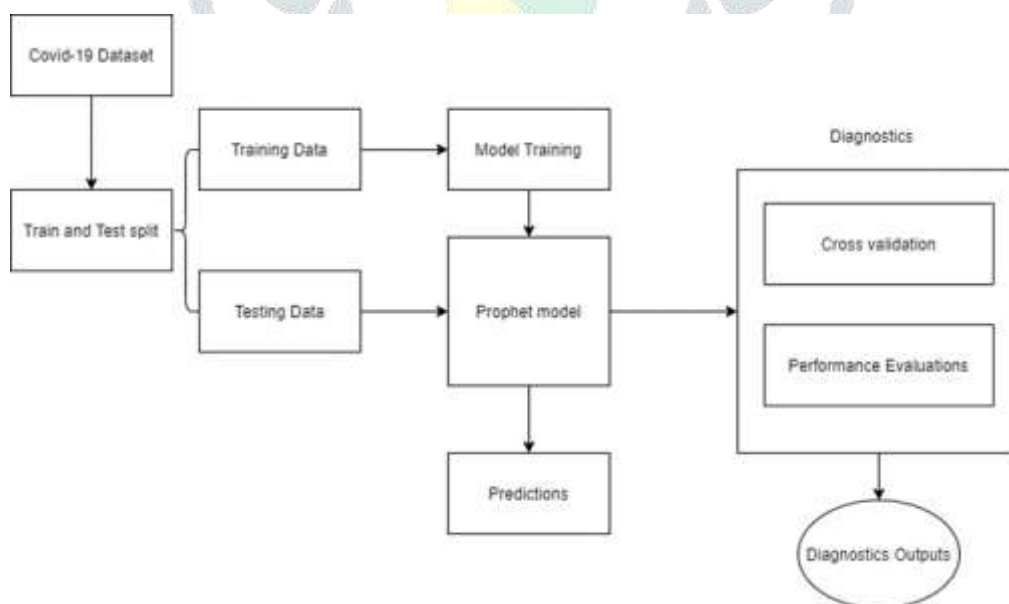 Covid-19 Dataset
Train and Test split
Training Data
Testing Data
Model Training
Prophet model
Predictions
Diagnostics
Cross validation
Performance Evaluations
Diagnostics Outputs